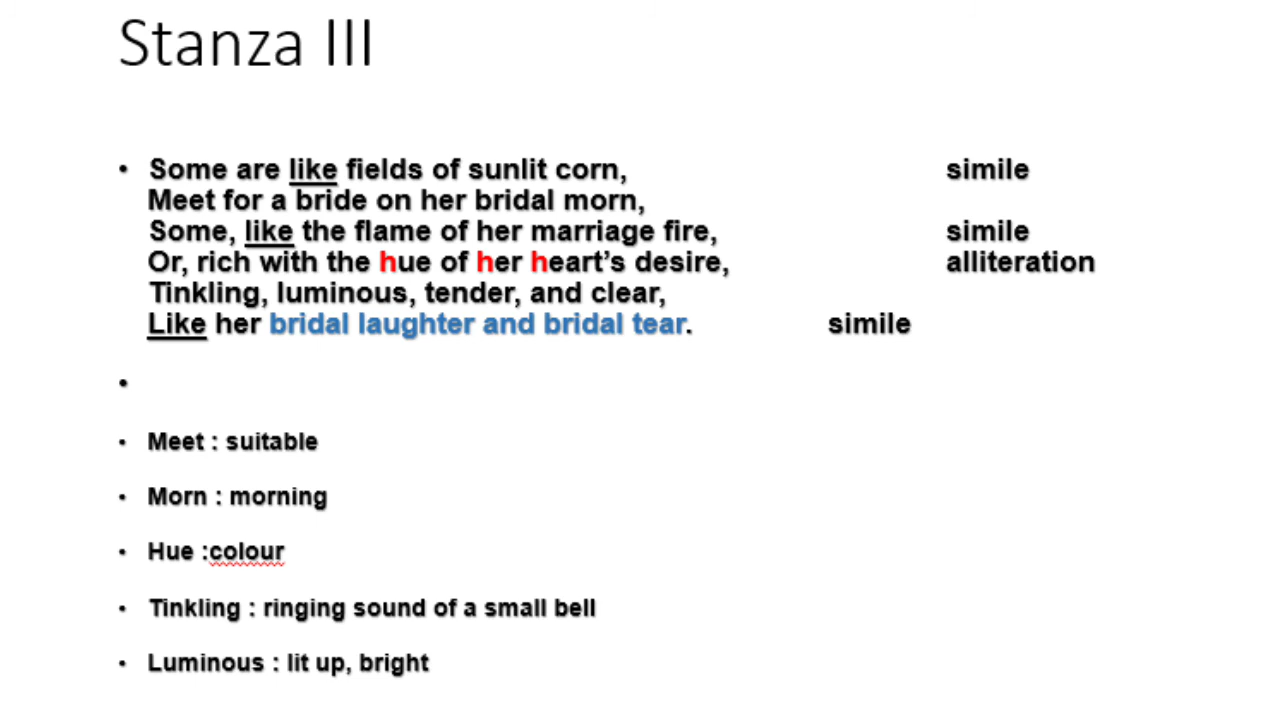 Stanza III
• Some are like fields of sunlit corn, simile
Meet for a bride on her bridal morn,
Some, like the flame of her marriage fire, simile
Or, rich with the hue of her heart’s desire, alliteration
Tinkling, luminous, tender, and clear,
Like her bridal laughter and bridal tear. simile
•
• Meet : suitable
• Morn : morning
• Hue :colour
• Tinkling : ringing sound of a small bell
• Luminous : lit up, bright